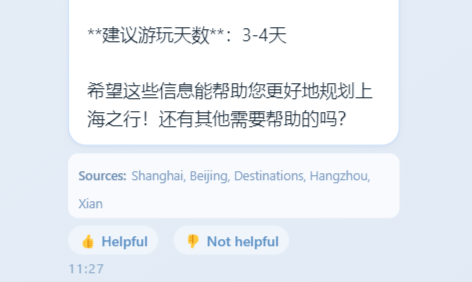 **建议游玩天数**：3-4天
希望这些信息能帮助您更好地规划上
海之行！还有其他需要帮助的吗？
Sources: Shanghai, Beijing, Destinations, Hangzhou,
Xian
👍 Helpful 👎 Not helpful
11:27